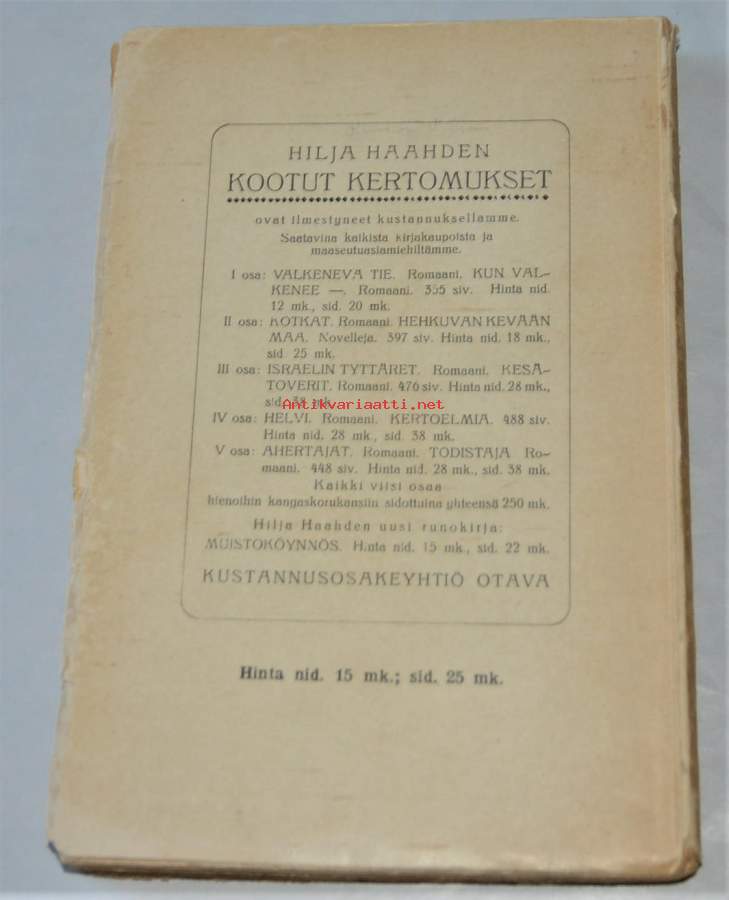 HILJA HAAHDEN
KOOTUT KERTOMUKSET
ovat ilmestyneet kustannuksellamme.
Saatavina kaikista kirjakaupoista ja
maaseutuasiamiehiltämme.
I osa: VALKENEVA TIE. Romaani. KUN VAL-
KENEE —. Romaani. 355 siv. Hinta nid.
12 mk., sid. 20 mk.
II osa: KOTKAT. Romaani. HEHKUVAN KEVÄÄN
MAA. Novelleja. 397 siv. Hinta nid. 18 mk.,
sid 25 mk.
III osa: ISRAELIN TYTTÄRET. Romaani. KESÄ-
TOVERIT. Romaani. 476 siv. Hinta nid. 28 mk.,
sid. 38 mk.
Antikvariaatti.net
IV osa: HELVI. Romaani. KERTOELMIA. 488 siv.
Hinta nid. 28 mk., sid. 38 mk.
V osa: AHERTAJAT. Romaani. TODISTAJA Ro-
maani. 448 siv. Hinta nid. 28 mk., sid. 38 mk.
Kaikki viisi osaa
hienoihin kangaskorukansiin sidottuina yhteensä 250 mk.
Hilja Haahden uusi runokirja:
MUISTOKÖYNNÖS. Hinta nid. 15 mk., sid. 22 mk.
KUSTANNUSOSAKEYHTIÖ OTAVA
Hinta nid. 15 mk.; sid. 25 mk.